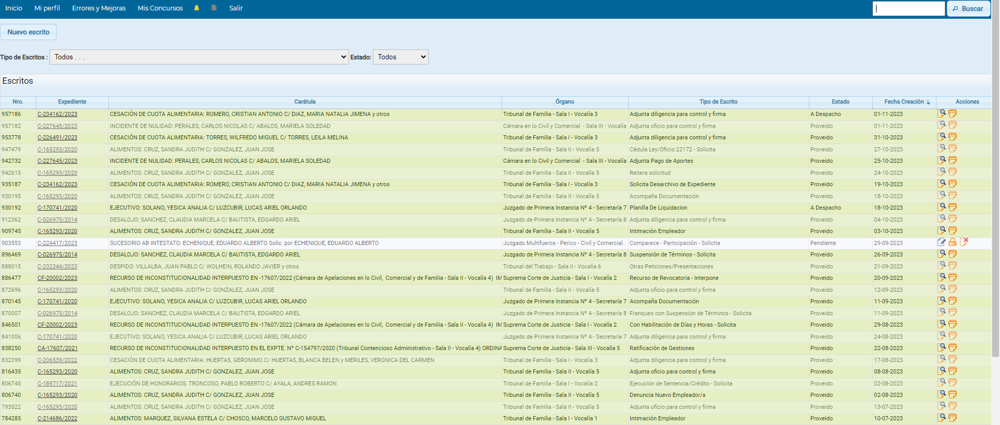 Inicio Mi perfil Errores y Mejoras Mis Concursos Salir Buscar
Nuevo escrito
Tipo de Escritos : Todos . . . Estado: Todos
Escritos
Nro. Expediente Carátula Órgano Tipo de Escrito Estado Fecha Creación Acciones
957186 C-234162/2023 CESACIÓN DE CUOTA ALIMENTARIA: ROMERO, CRISTIAN ANTONIO C/ DIAZ, MARIA NATALIA JIMENA y otros Tribunal de Familia - Sala I - Vocalía 3 Adjunta diligencia para control y firma A Despacho 01-11-2023
957182 C-227645/2023 INCIDENTE DE NULIDAD: PERALES, CARLOS NICOLAS C/ ABALOS, MARIELA SOLEDAD Cámara en lo Civil y Comercial - Sala III - Vocalía Adjunta oficio para control y firma Proveido 01-11-2023
953778 C-226491/2023 CESACIÓN DE CUOTA ALIMENTARIA: TORRES, WILFREDO MIGUEL C/ TORRES, LEILA MELINA Tribunal de Familia - Sala I - Vocalía 3 Adjunta diligencia para control y firma Proveido 31-10-2023
947479 C-165293/2020 ALIMENTOS: CRUZ, SANDRA JUDITH C/ GONZALEZ, JUAN JOSE Tribunal de Familia - Sala II - Vocalía 5 Cédula Ley/Oficio 22172 - Solicita Proveido 27-10-2023
942732 C-227645/2023 INCIDENTE DE NULIDAD: PERALES, CARLOS NICOLAS C/ ABALOS, MARIELA SOLEDAD Cámara en lo Civil y Comercial - Sala III - Vocalía Adjunta Pago de Aportes Proveido 25-10-2023
942615 C-165293/2020 ALIMENTOS: CRUZ, SANDRA JUDITH C/ GONZALEZ, JUAN JOSE Tribunal de Familia - Sala II - Vocalía 5 Reitera solicitud Proveido 24-10-2023
935187 C-234162/2023 CESACIÓN DE CUOTA ALIMENTARIA: ROMERO, CRISTIAN ANTONIO C/ DIAZ, MARIA NATALIA JIMENA y otros Tribunal de Familia - Sala I - Vocalía 3 Solicita Desarchivo de Expediente Proveido 19-10-2023
930195 C-165293/2020 ALIMENTOS: CRUZ, SANDRA JUDITH C/ GONZALEZ, JUAN JOSE Tribunal de Familia - Sala II - Vocalía 5 Acompaña Documentación Proveido 18-10-2023
930192 C-170741/2020 EJECUTIVO: SOLANO, YESICA ANALIA C/ LUZCUBIR, LUCAS ARIEL ORLANDO Juzgado de Primera Instancia Nº 4 - Secretaría 7 Planilla De Liquidacion A Despacho 18-10-2023
912362 C-026975/2014 DESALOJO: SANCHEZ, CLAUDIA MARCELA C/ BAUTISTA, EDGARDO ARIEL Juzgado de Primera Instancia Nº 4 - Secretaría 8 Adjunta diligencia para control y firma Proveido 04-10-2023
909745 C-165293/2020 ALIMENTOS: CRUZ, SANDRA JUDITH C/ GONZALEZ, JUAN JOSE Tribunal de Familia - Sala II - Vocalía 5 Intimación Empleador Proveido 03-10-2023
903553 C-224417/2023 SUCESORIO AB INTESTATO: ECHENIQUE, EDUARDO ALBERTO Solic. por ECHENIQUE, EDUARDO ALBERTO Juzgado Multifueros - Perico - Civil y Comercial Comparece - Participación - Solicita Pendiente 29-09-2023
896469 C-026975/2014 DESALOJO: SANCHEZ, CLAUDIA MARCELA C/ BAUTISTA, EDGARDO ARIEL Juzgado de Primera Instancia Nº 4 - Secretaría 8 Suspensión de Términos - Solicita Proveido 26-09-2023
888015 C-232344/2023 DESPIDO: VILLALBA, JUAN PABLO C/ WOLHEIN, ROLANDO JAVIER y otros Tribunal del Trabajo - Sala II - Vocalía 6 Otras Peticiones/Presentaciones Proveido 21-09-2023
886477 CF-20002/2023 RECURSO DE INCONSTITUCIONALIDAD INTERPUESTO EN -17607/2022 (Cámara de Apelaciones en lo Civil, Comercial y de Familia - Sala II - Vocalía 4) IM Suprema Corte de Justicia - Sala I - Vocalía 2 Recurso de Revocatoria - Interpone Proveido 20-09-2023
872696 C-165293/2020 ALIMENTOS: CRUZ, SANDRA JUDITH C/ GONZALEZ, JUAN JOSE Tribunal de Familia - Sala II - Vocalía 5 Adjunta oficio para control y firma Proveido 12-09-2023
870145 C-170741/2020 EJECUTIVO: SOLANO, YESICA ANALIA C/ LUZCUBIR, LUCAS ARIEL ORLANDO Juzgado de Primera Instancia Nº 4 - Secretaría 7 Acompaña Documentación Proveido 11-09-2023
870007 C-026975/2014 DESALOJO: SANCHEZ, CLAUDIA MARCELA C/ BAUTISTA, EDGARDO ARIEL Juzgado de Primera Instancia Nº 4 - Secretaría 8 Franqueo con Suspensión de Términos - Solicita Proveido 11-09-2023
846501 CF-20002/2023 RECURSO DE INCONSTITUCIONALIDAD INTERPUESTO EN -17607/2022 (Cámara de Apelaciones en lo Civil, Comercial y de Familia - Sala II - Vocalía 4) IM Suprema Corte de Justicia - Sala I - Vocalía 2 Con Habilitación de Días y Horas - Solicita Proveido 29-08-2023
841006 C-170741/2020 EJECUTIVO: SOLANO, YESICA ANALIA C/ LUZCUBIR, LUCAS ARIEL ORLANDO Juzgado de Primera Instancia Nº 4 - Secretaría 7 Adjunta diligencia para control y firma Proveido 24-08-2023
838250 CA-17607/2021 RECURSO DE INCONSTITUCIONALIDAD INTERPUESTO EN EL EXPTE. Nº C-154797/2020 (Tribunal Contencioso Administrativo - Sala II - Vocalía 4) ORDINA Suprema Corte de Justicia - Sala III - Vocalía 5 Ratificación de Gestiones Proveido 22-08-2023
832399 C-206539/2022 CESACIÓN DE CUOTA ALIMENTARIA: HUERTAS, GERONIMO C/ HUERTAS, BLANCA BELEN y MERILES, VERONICA DEL CARMEN Tribunal de Familia - Sala I - Vocalía 3 Adjunta diligencia para control y firma Proveido 17-08-2023
816435 C-165293/2020 ALIMENTOS: CRUZ, SANDRA JUDITH C/ GONZALEZ, JUAN JOSE Tribunal de Familia - Sala II - Vocalía 5 Adjunta oficio para control y firma Proveido 08-08-2023
806745 C-189717/2021 EJECUCIÓN DE HONORARIOS: TRONCOSO, PABLO ROBERTO C/ AYALA, ANDRES RAMON Tribunal de Familia - Sala I - Vocalía 2 Ejecución de Sentencia/Crédito - Solicita Proveido 02-08-2023
806740 C-165293/2020 ALIMENTOS: CRUZ, SANDRA JUDITH C/ GONZALEZ, JUAN JOSE Tribunal de Familia - Sala II - Vocalía 5 Denuncia Nuevo Empleador/a Proveido 02-08-2023
793522 C-165293/2020 ALIMENTOS: CRUZ, SANDRA JUDITH C/ GONZALEZ, JUAN JOSE Tribunal de Familia - Sala II - Vocalía 5 Adjunta oficio para control y firma Proveido 13-07-2023
784285 C-214686/2022 ALIMENTOS: MARQUEZ, SILVANA ESTELA C/ CHOSCO, MARCELO GUSTAVO MIGUEL Tribunal de Familia - Sala I - Vocalía 1 Intimación Empleador Proveido 10-07-2023